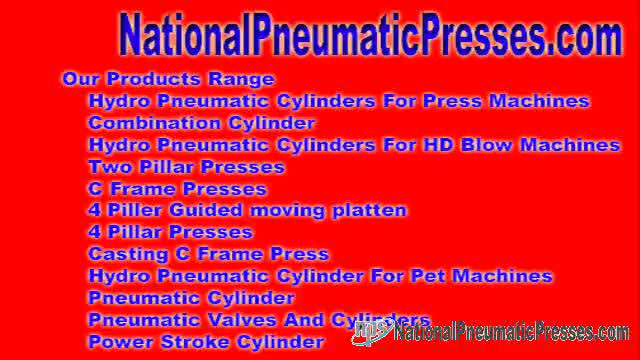 NationalPneumaticPresses.com
Our Products Range
Hydro Pneumatic Cylinders For Press Machines
Combination Cylinder
Hydro Pneumatic Cylinders For HD Blow Machines
Two Pillar Presses
C Frame Presses
4 Piller Guided moving platten
4 Pillar Presses
Casting C Frame Press
Hydro Pneumatic Cylinder For Pet Machines
Pneumatic Cylinder
Pneumatic Valves And Cylinders
NationalPneumaticPresses.com
Power Stroke Cylinder